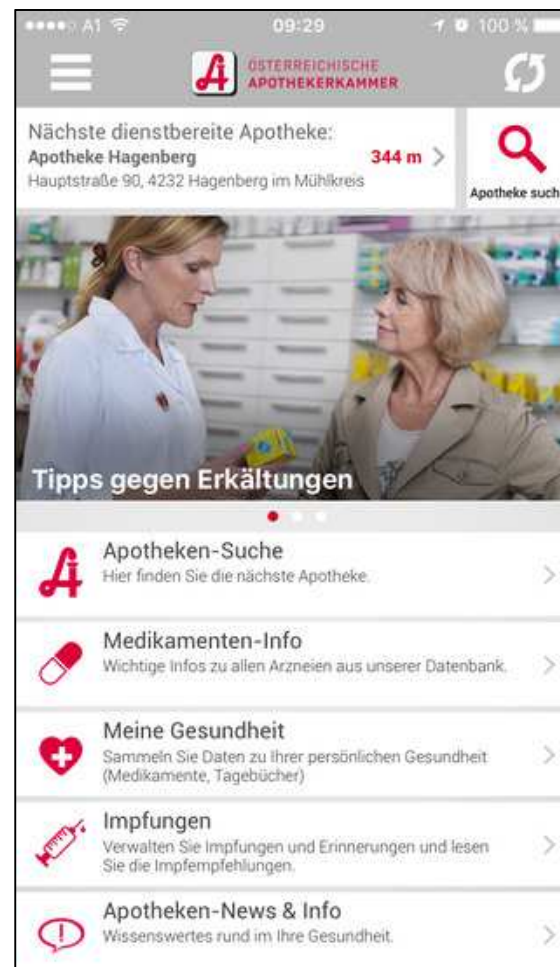 A1 09:29 100 %
ÖSTERREICHISCHE
APOTHEKERKAMMER
Nächste dienstbereite Apotheke:
Apotheke Hagenberg 344 m
Hauptstraße 90, 4232 Hagenberg im Mühlkreis
Apotheke such
Tipps gegen Erkältungen
Apotheken-Suche
Hier finden Sie die nächste Apotheke.
Medikamenten-Info
Wichtige Infos zu allen Arzneien aus unserer Datenbank.
Meine Gesundheit
Sammeln Sie Daten zu Ihrer persönlichen Gesundheit
(Medikamente, Tagebücher)
Impfungen
Verwalten Sie Impfungen und Erinnerungen und lesen
Sie die Impfempfehlungen.
Apotheken-News & Info
Wissenswertes rund im Ihre Gesundheit.